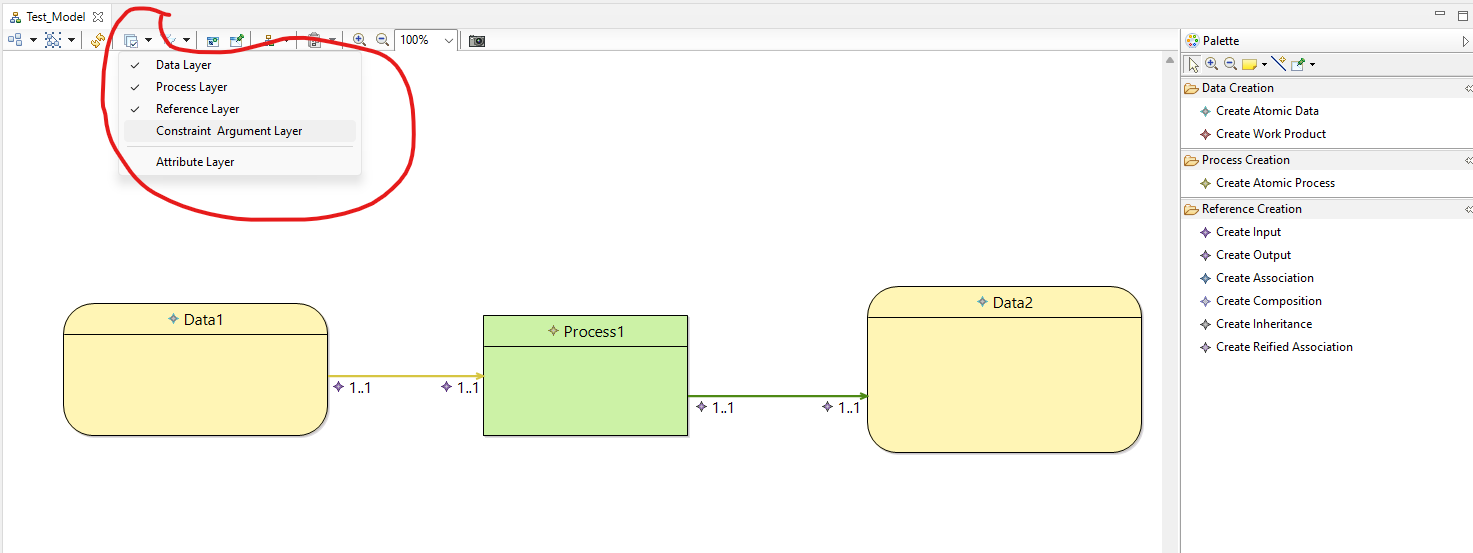 Test_Model
100%
Data Layer
Process Layer
Reference Layer
Constraint  Argument Layer
Attribute Layer
Data1
1..1
1..1
Process1
1..1
1..1
Data2
Palette
Data Creation
Create Atomic Data
Create Work Product
Process Creation
Create Atomic Process
Reference Creation
Create Input
Create Output
Create Association
Create Composition
Create Inheritance
Create Reified Association